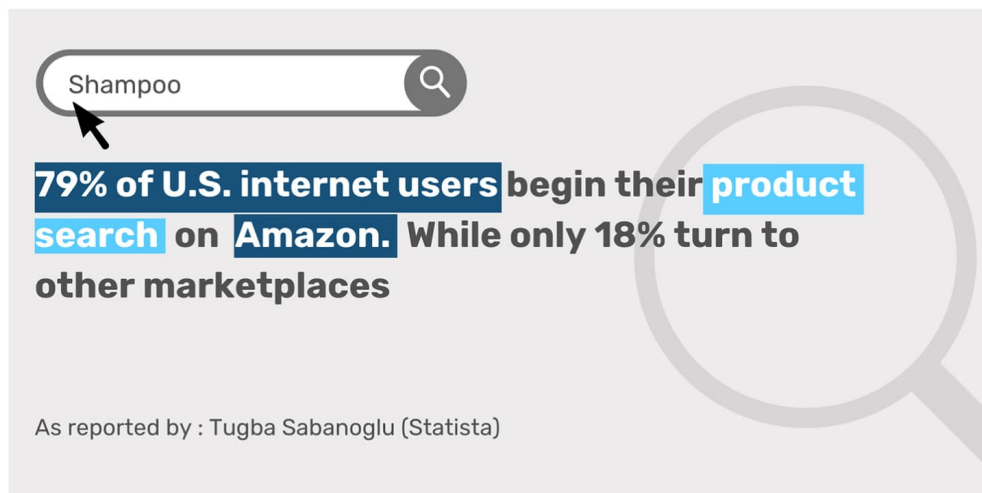 Shampoo
79% of U.S. internet users begin their product
search on Amazon. While only 18% turn to
other marketplaces
As reported by : Tugba Sabanoglu (Statista)